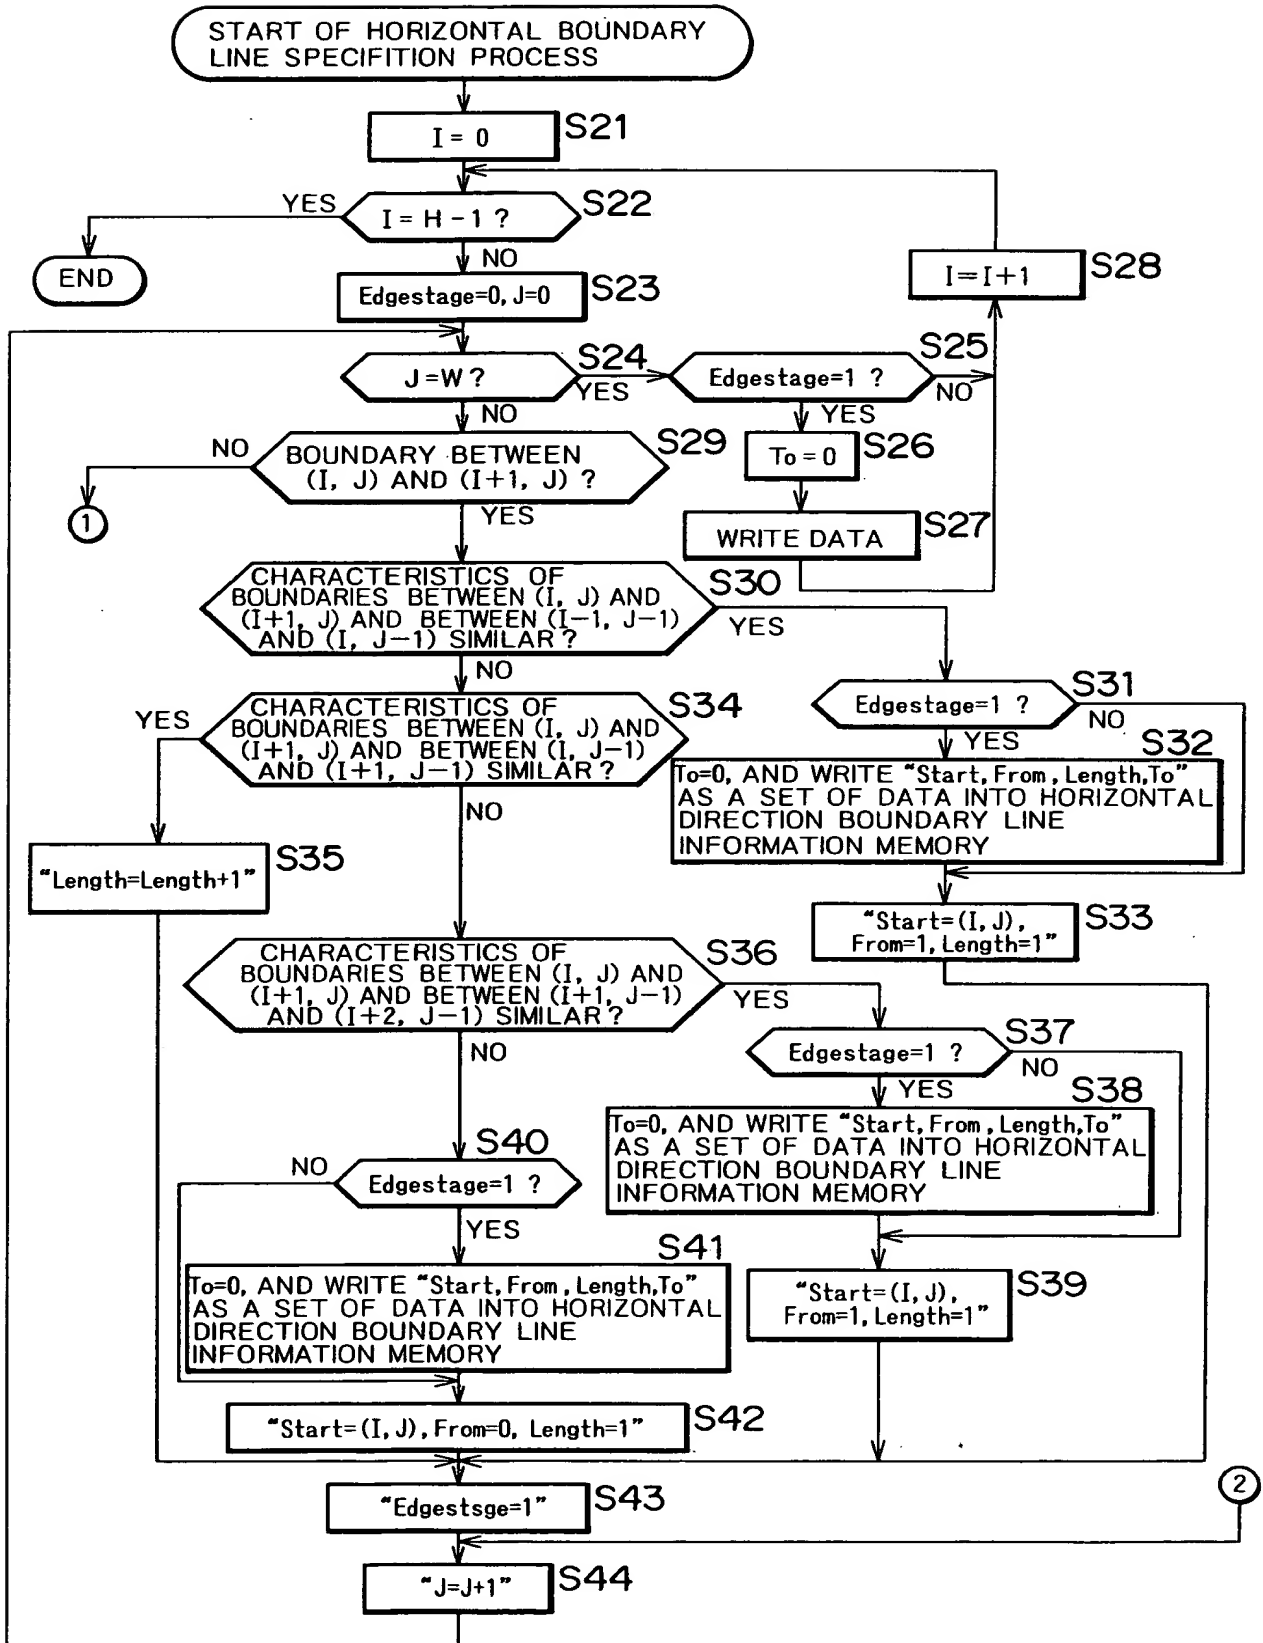 START OF HORIZONTAL BOUNDARY
LINE SPECIFITION PROCESS
I = 0
S21
YES
I = H - 1 ?
S22
NO
END
Edgestage=0, J=0
S23
I=I+1
S28
J=W ?
S24
YES
Edgestage=1 ?
S25
NO
NO
YES
NO
BOUNDARY BETWEEN
(I, J) AND (I+1, J) ?
S29
To = 0
S26
1
YES
WRITE DATA
S27
CHARACTERISTICS OF
BOUNDARIES BETWEEN (I, J) AND
(I+1, J) AND BETWEEN (I-1, J-1)
AND (I, J-1) SIMILAR ?
S30
YES
NO
Edgestage=1 ?
S31
NO
YES
YES
CHARACTERISTICS OF
BOUNDARIES BETWEEN (I, J) AND
(I+1, J) AND BETWEEN (I, J-1)
AND (I+1, J-1) SIMILAR ?
S34
NO
S32
To=0, AND WRITE “Start, From, Length,To”
AS A SET OF DATA INTO HORIZONTAL
DIRECTION BOUNDARY LINE
INFORMATION MEMORY
“Length=Length+1”
S35
“Start=(I, J),
From=1, Length=1”
S33
CHARACTERISTICS OF
BOUNDARIES BETWEEN (I, J) AND
(I+1, J) AND BETWEEN (I+1, J-1)
AND (I+2, J-1) SIMILAR ?
S36
YES
NO
Edgestage=1 ?
S37
NO
YES
S38
To=0, AND WRITE “Start, From, Length,To”
AS A SET OF DATA INTO HORIZONTAL
DIRECTION BOUNDARY LINE
INFORMATION MEMORY
S40
NO
Edgestage=1 ?
YES
S41
To=0, AND WRITE “Start, From, Length,To”
AS A SET OF DATA INTO HORIZONTAL
DIRECTION BOUNDARY LINE
INFORMATION MEMORY
“Start=(I, J),
From=1, Length=1”
S39
“Start=(I, J), From=0, Length=1”
S42
“Edgestsge=1”
S43
2
“J=J+1”
S44